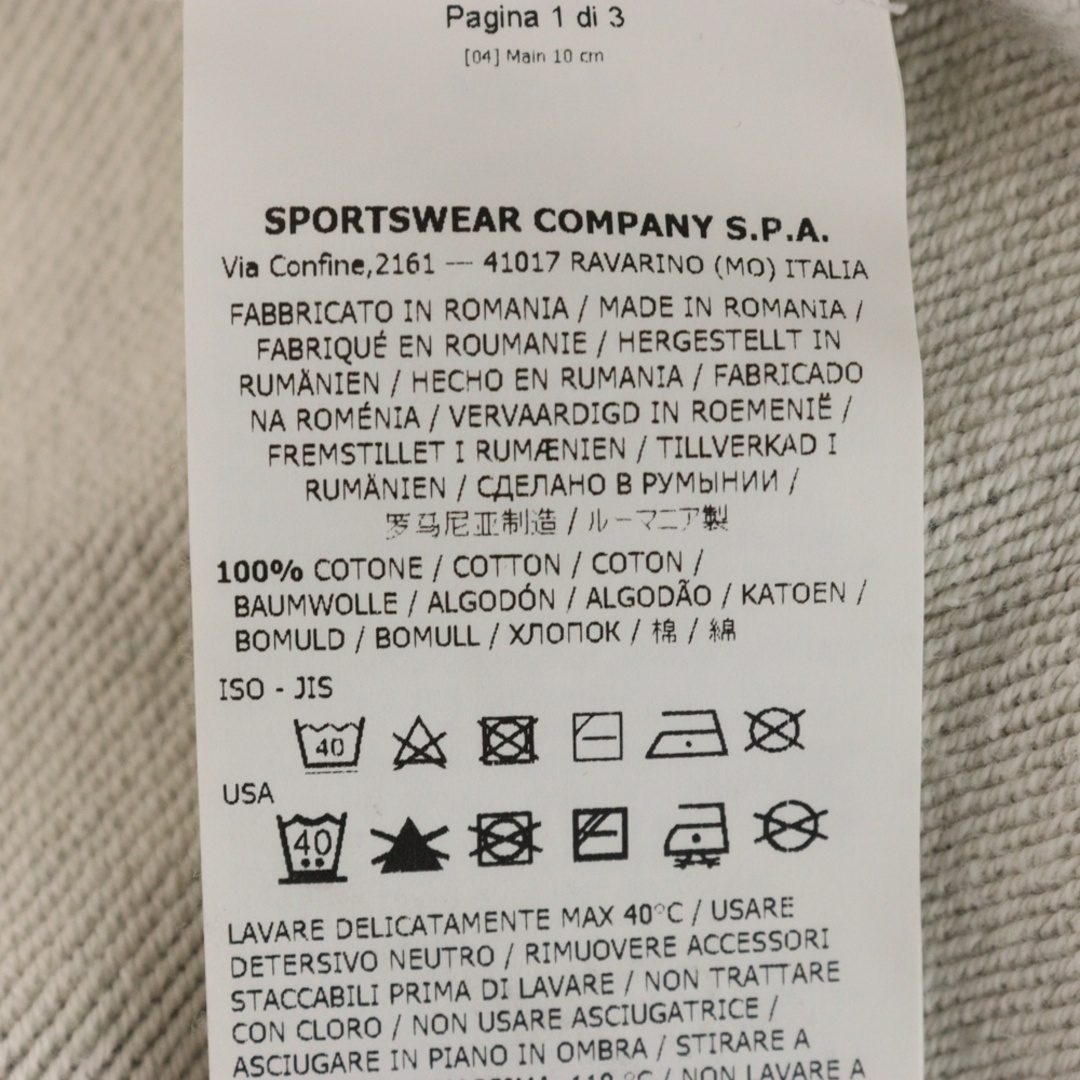 Pagina 1 di 3
[04] Main 10 cm
SPORTSWEAR COMPANY S.P.A.
Via Confine,2161 — 41017 RAVARINO (MO) ITALIA
FABBRICATO IN ROMANIA / MADE IN ROMANIA /
FABRIQUÉ EN ROUMANIE / HERGESTELLT IN
RUMÄNIEN / HECHO EN RUMANIA / FABRICADO
NA ROMÉNIA / VERVAARDIGD IN ROEMENIË /
FREMSTILLET I RUMÆNIEN / TILLVERKAD I
RUMÄNIEN / СДЕЛАНО В РУМЫНИИ /
罗马尼亚制造 / ルーマニア製
100% COTONE / COTTON / COTON /
BAUMWOLLE / ALGODÓN / ALGODÃO / KATOEN /
BOMULD / BOMULL / ХЛОПОК / 棉 / 綿
ISO - JIS
40
USA
40
LAVARE DELICATAMENTE MAX 40°C / USARE
DETERSIVO NEUTRO / RIMUOVERE ACCESSORI
STACCABILI PRIMA DI LAVARE / NON TRATTARE
CON CLORO / NON USARE ASCIUGATRICE /
ASCIUGARE IN PIANO IN OMBRA / STIRARE A
110 °C / NON LAVARE A